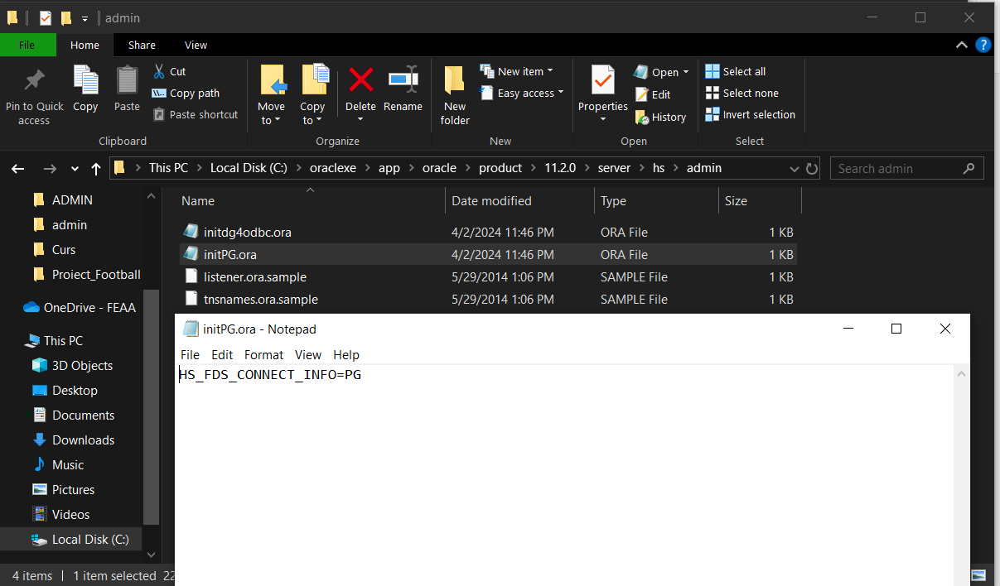 admin
File Home Share View
Pin to Quick access
Copy
Paste
Cut
Copy path
Paste shortcut
Clipboard
Move to
Copy to
Delete
Rename
Organize
New folder
New item
Easy access
New
Properties
Open
Edit
History
Open
Select all
Select none
Invert selection
Select
This PC > Local Disk (C:) > oraclexe > app > oracle > product > 11.2.0 > server > hs > admin
Search admin
ADMIN
admin
Curs
Proiect_Football
OneDrive - FEAA
This PC
3D Objects
Desktop
Documents
Downloads
Music
Pictures
Videos
Local Disk (C:)
Name Date modified Type Size
initdg4odbc.ora 4/2/2024 11:46 PM ORA File 1 KB
initPG.ora 4/2/2024 11:46 PM ORA File 1 KB
listener.ora.sample 5/29/2014 1:06 PM SAMPLE File 1 KB
tnsnames.ora.sample 5/29/2014 1:06 PM SAMPLE File 1 KB
initPG.ora - Notepad
File Edit Format View Help
HS_FDS_CONNECT_INFO=PG
4 items 1 item selected 22